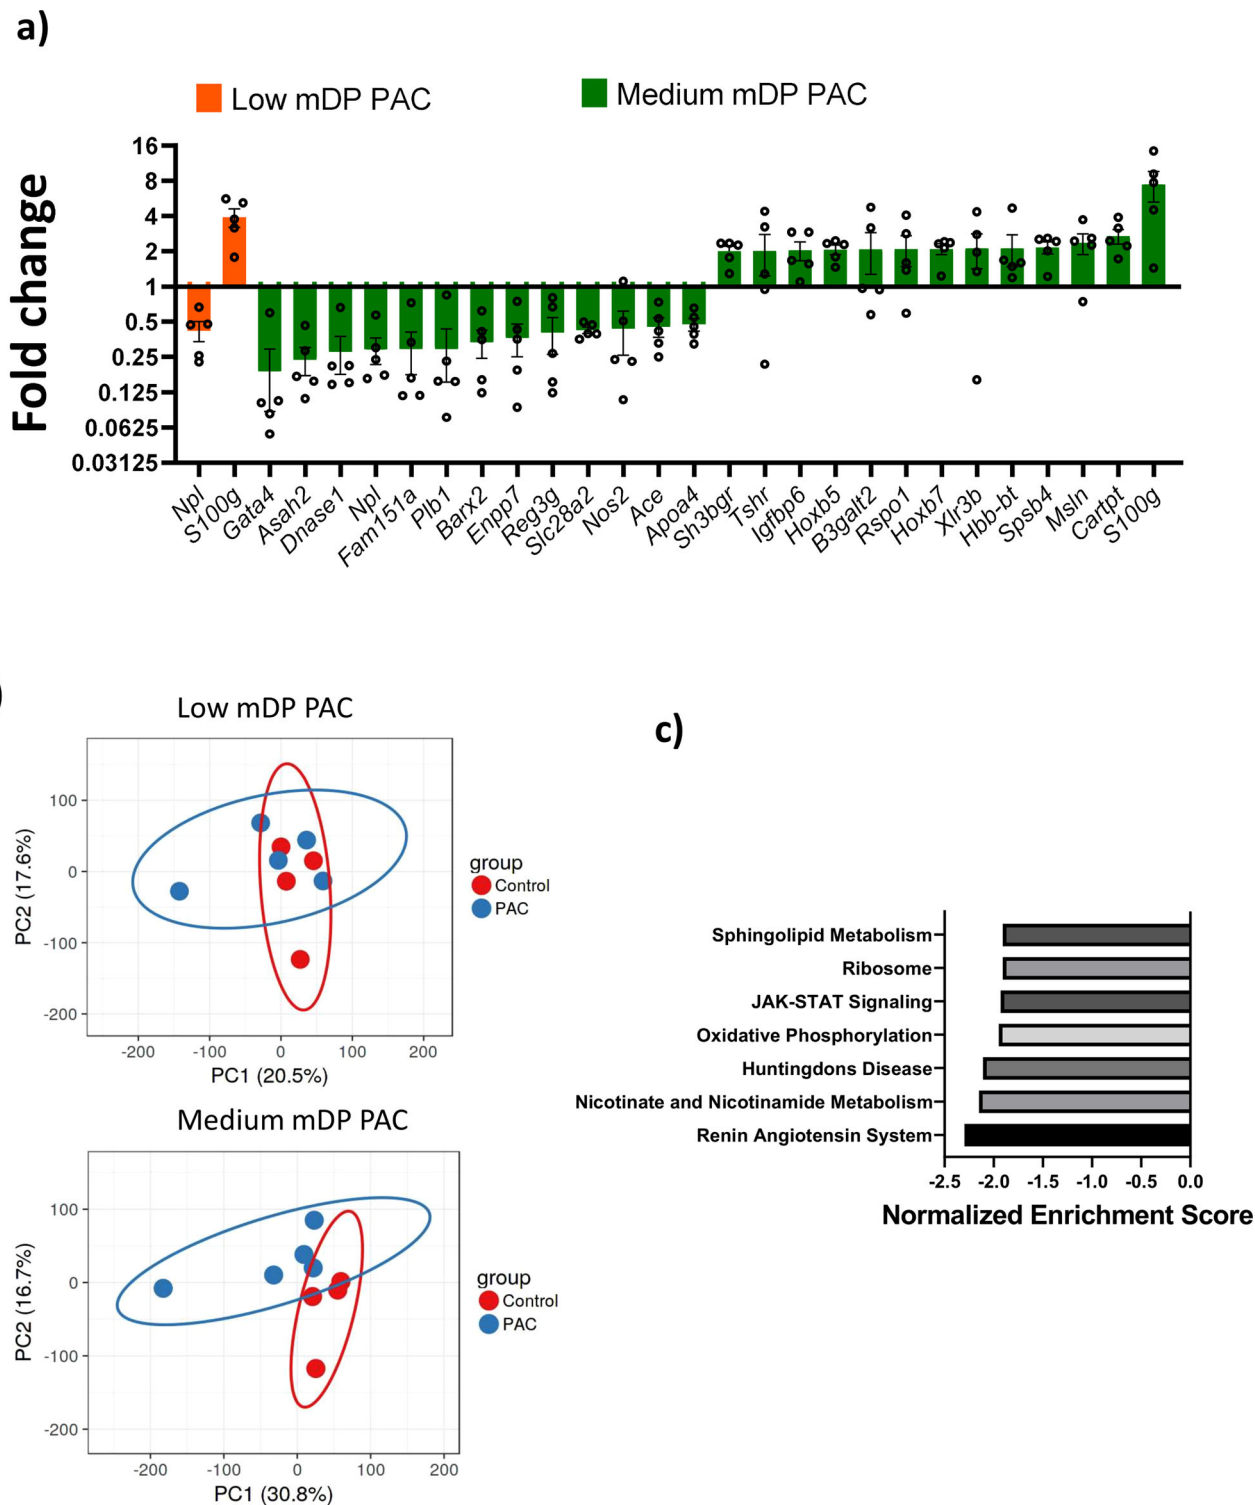 a)
Low mDP PAC
Medium mDP PAC
Fold change
16
8
4
2
1
0.5
0.25
0.125
0.0625
0.03125
Npl
S100g
Gata4
Asah2
Dnase1
Npl
Fam151a
Plb1
Barx2
Enpp7
Reg3g
Slc28a2
Nos2
Ace
Apoa4
Sh3bgr
Tshr
Igfbp6
Hoxb5
B3galt2
Rspo1
Hoxb7
Xlr3b
Hbb-bt
Spsb4
Msln
Cartpt
S100g
)
Low mDP PAC
PC2 (17.6%)
100
0
-100
-200
-200 -100 0 100 200
PC1 (20.5%)
group
Control
PAC
Medium mDP PAC
PC2 (16.7%)
100
0
-100
-200
-200 -100 0 100 200
PC1 (30.8%)
group
Control
PAC
c)
Sphingolipid Metabolism
Ribosome
JAK-STAT Signaling
Oxidative Phosphorylation
Huntingdons Disease
Nicotinate and Nicotinamide Metabolism
Renin Angiotensin System
-2.5 -2.0 -1.5 -1.0 -0.5 0.0
Normalized Enrichment Score